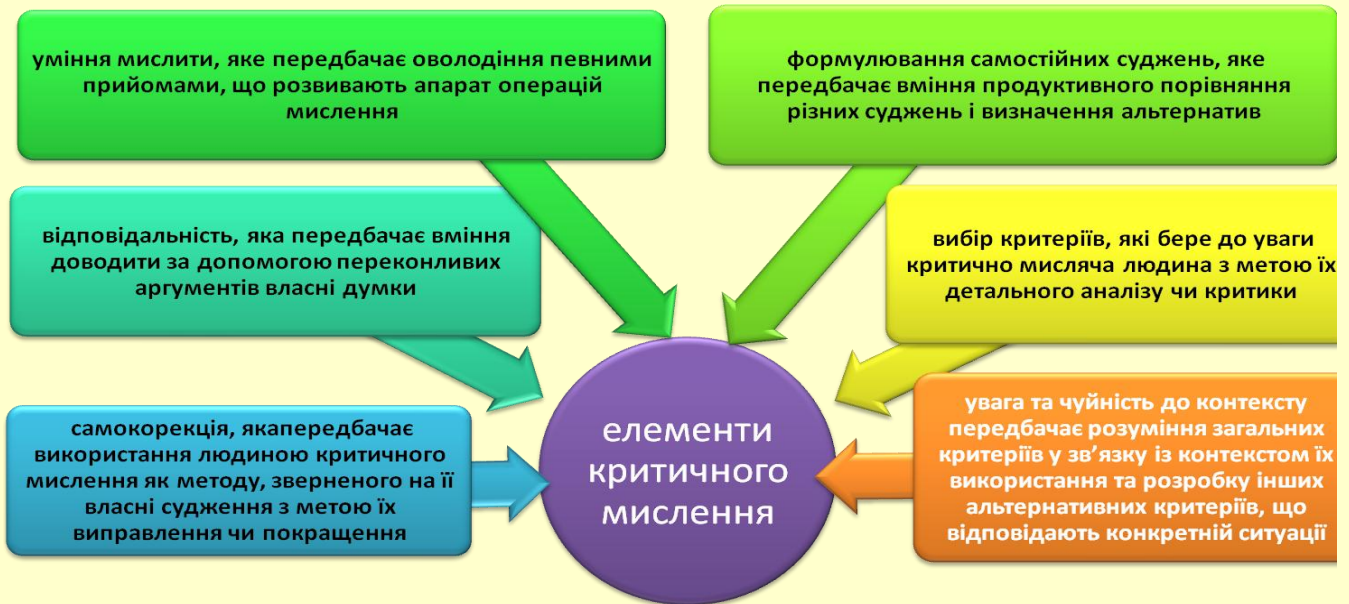 уміння мислити, яке передбачає оволодіння певними
прийомами, що розвивають апарат операцій
мислення
формулювання самостійних суджень, яке
передбачає вміння продуктивного порівняння
різних суджень і визначення альтернатив
відповідальність, яка передбачає вміння
доводити за допомогою переконливих
аргументів власні думки
вибір критеріїв, які бере до уваги
критично мисляча людина з метою їх
детального аналізу чи критики
самокорекція, якапередбачає
використання людиною критичного
мислення як методу, зверненого на її
власні судження з метою їх
виправлення чи покращення
увага та чуйність до контексту
передбачає розуміння загальних
критеріїв у зв’язку із контекстом їх
використання та розробку інших
альтернативних критеріїв, що
відповідають конкретній ситуації
елементи
критичного
мислення